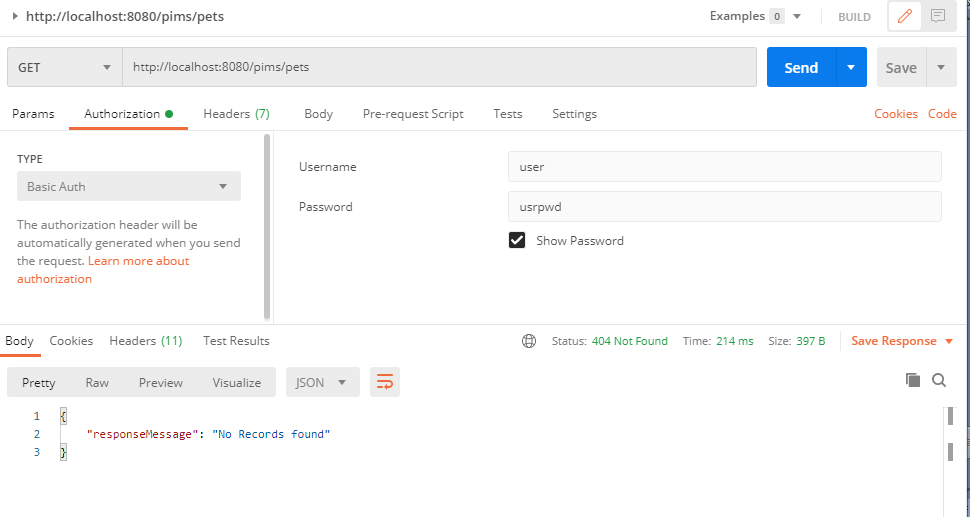 http://localhost:8080/pims/pets Examples 0 BUILD
GET http://localhost:8080/pims/pets Send Save
Params Authorization Headers (7) Body Pre-request Script Tests Settings Cookies Code
TYPE
Basic Auth
The authorization header will be
automatically generated when you send
the request. Learn more about
authorization
Username user
Password usrpwd
Show Password
Body Cookies Headers (11) Test Results Status: 404 Not Found Time: 214 ms Size: 397 B Save Response
Pretty Raw Preview Visualize JSON
1 {
2 "responseMessage": "No Records found"
3 }